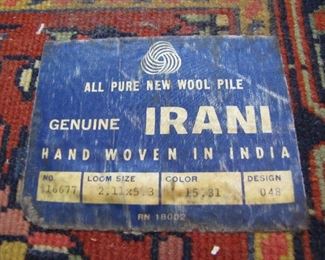 ALL PURE NEW WOOL PILE
GENUINE IRANI
HAND WOVEN IN INDIA
NO. LOOM SIZE COLOR DESIGN
16677 2.11x5.3 15.31 048
RN 18002